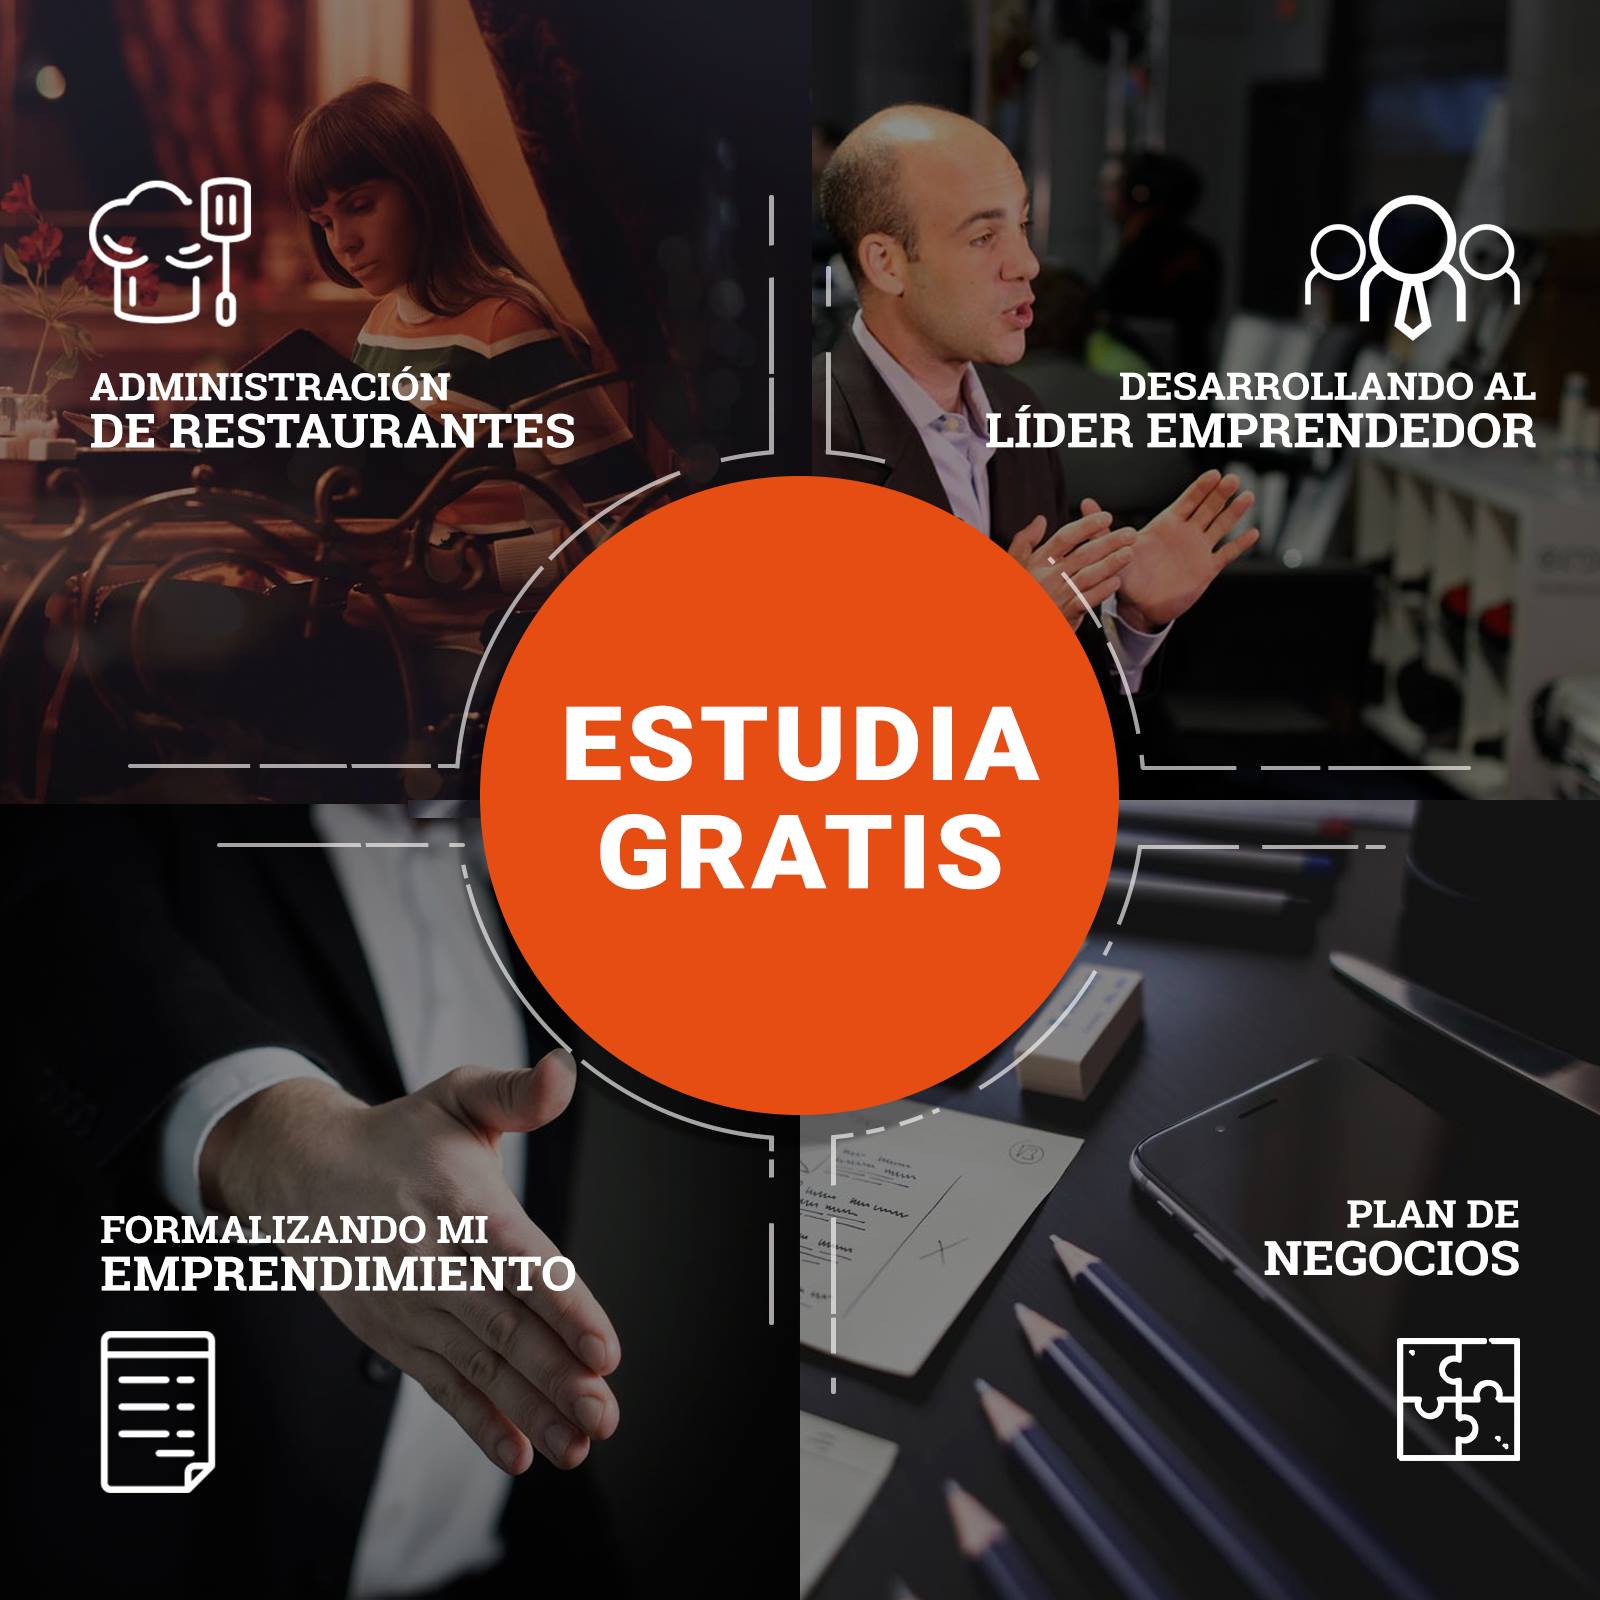 ADMINISTRACIÓN
DE RESTAURANTES
DESARROLLANDO AL
LÍDER EMPRENDEDOR
ESTUDIA
GRATIS
FORMALIZANDO MI
EMPRENDIMIENTO
PLAN DE
NEGOCIOS